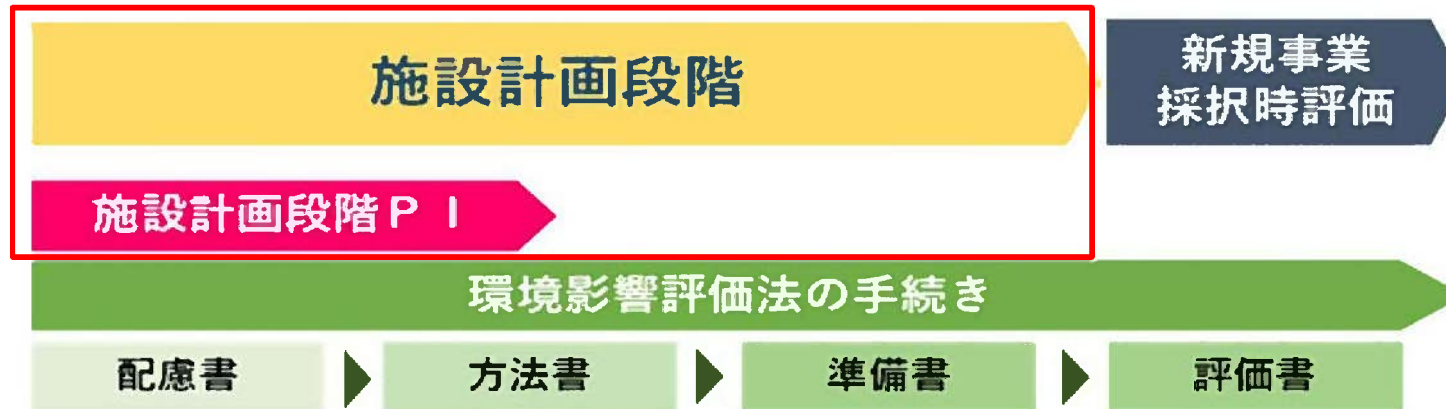 施設計画段階
新規事業
採択時評価
施設計画段階ＰＩ
環境影響評価法の手続き
配慮書
方法書
準備書
評価書